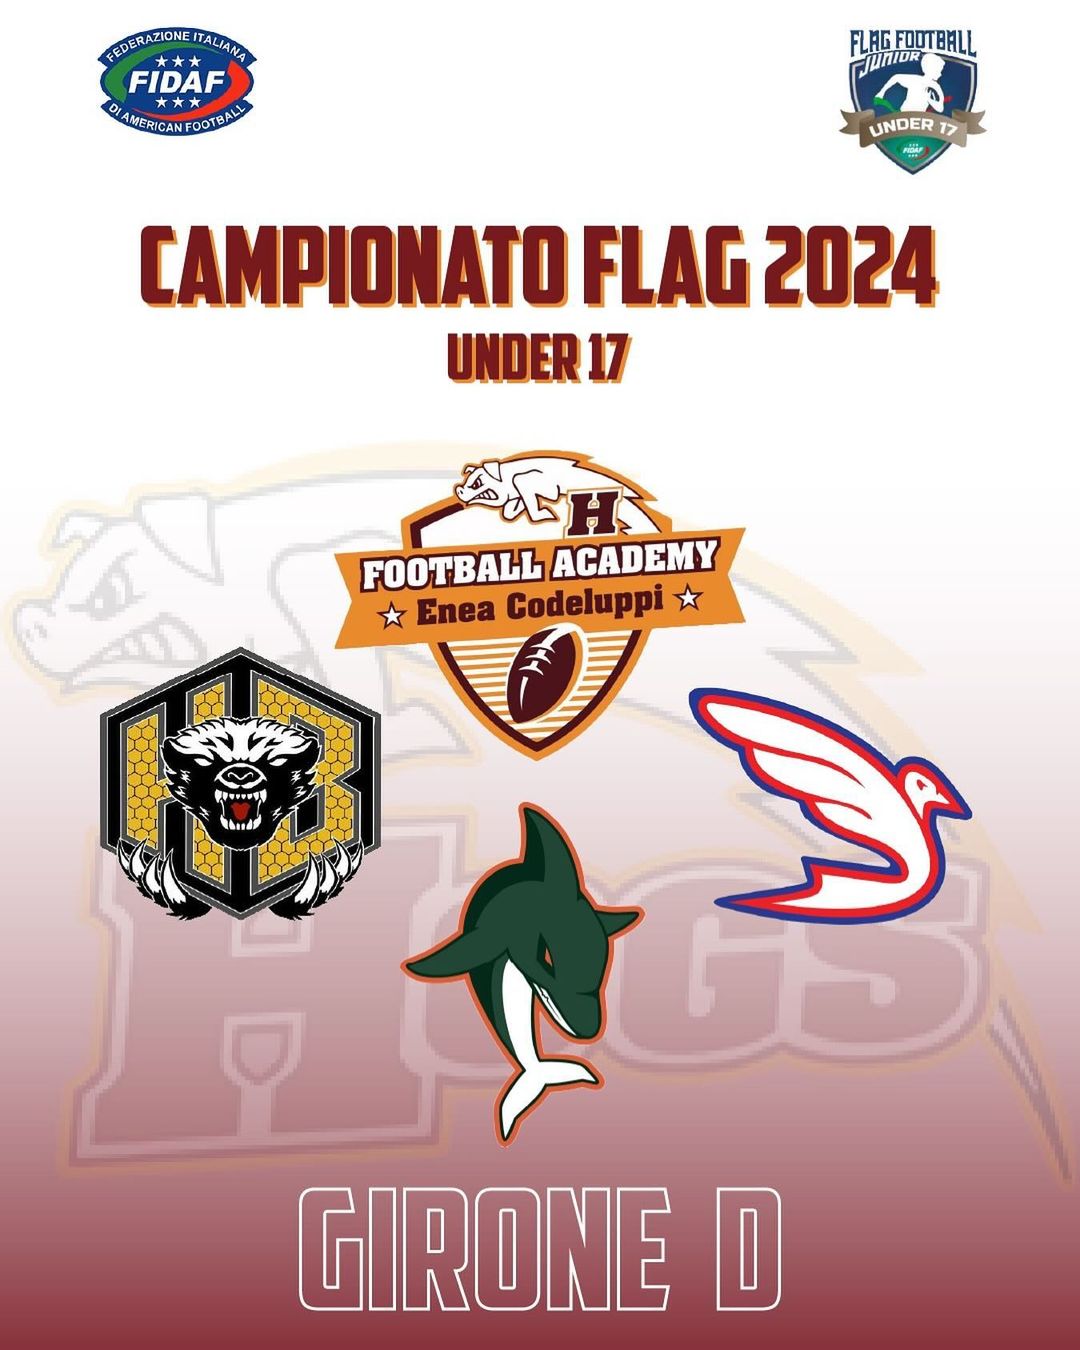 FEDERAZIONE ITALIANA
FIDAF
DI AMERICAN FOOTBALL
FLAG FOOTBALL
JUNIOR
UNDER 17
FIDAF
CAMPIONATO FLAG 2024
UNDER 17
H
FOOTBALL ACADEMY
Enea Codeluppi
HB
HOGS
GIRONE D